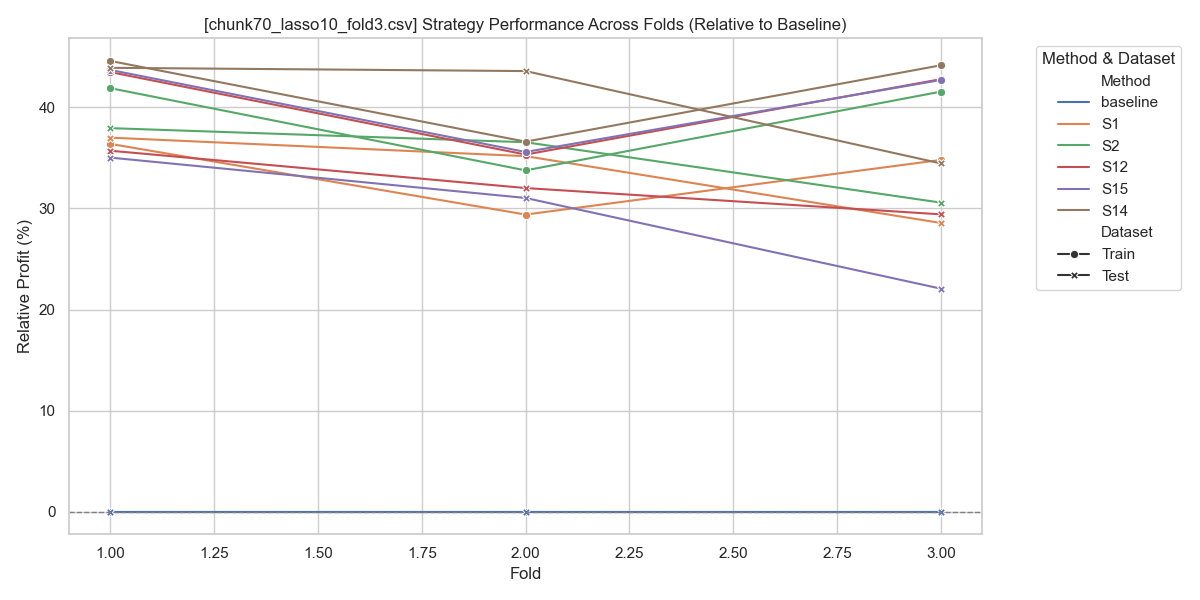 [chunk70_lasso10_fold3.csv] Strategy Performance Across Folds (Relative to Baseline)
Relative Profit (%)
40
30
20
10
0
1.00 1.25 1.50 1.75 2.00 2.25 2.50 2.75 3.00
Fold
Method & Dataset
Method
baseline
S1
S2
S12
S15
S14
Dataset
Train
Test